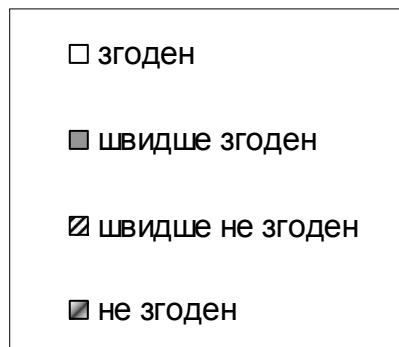 згоден
швидше згоден
швидше не згоден
не згоден